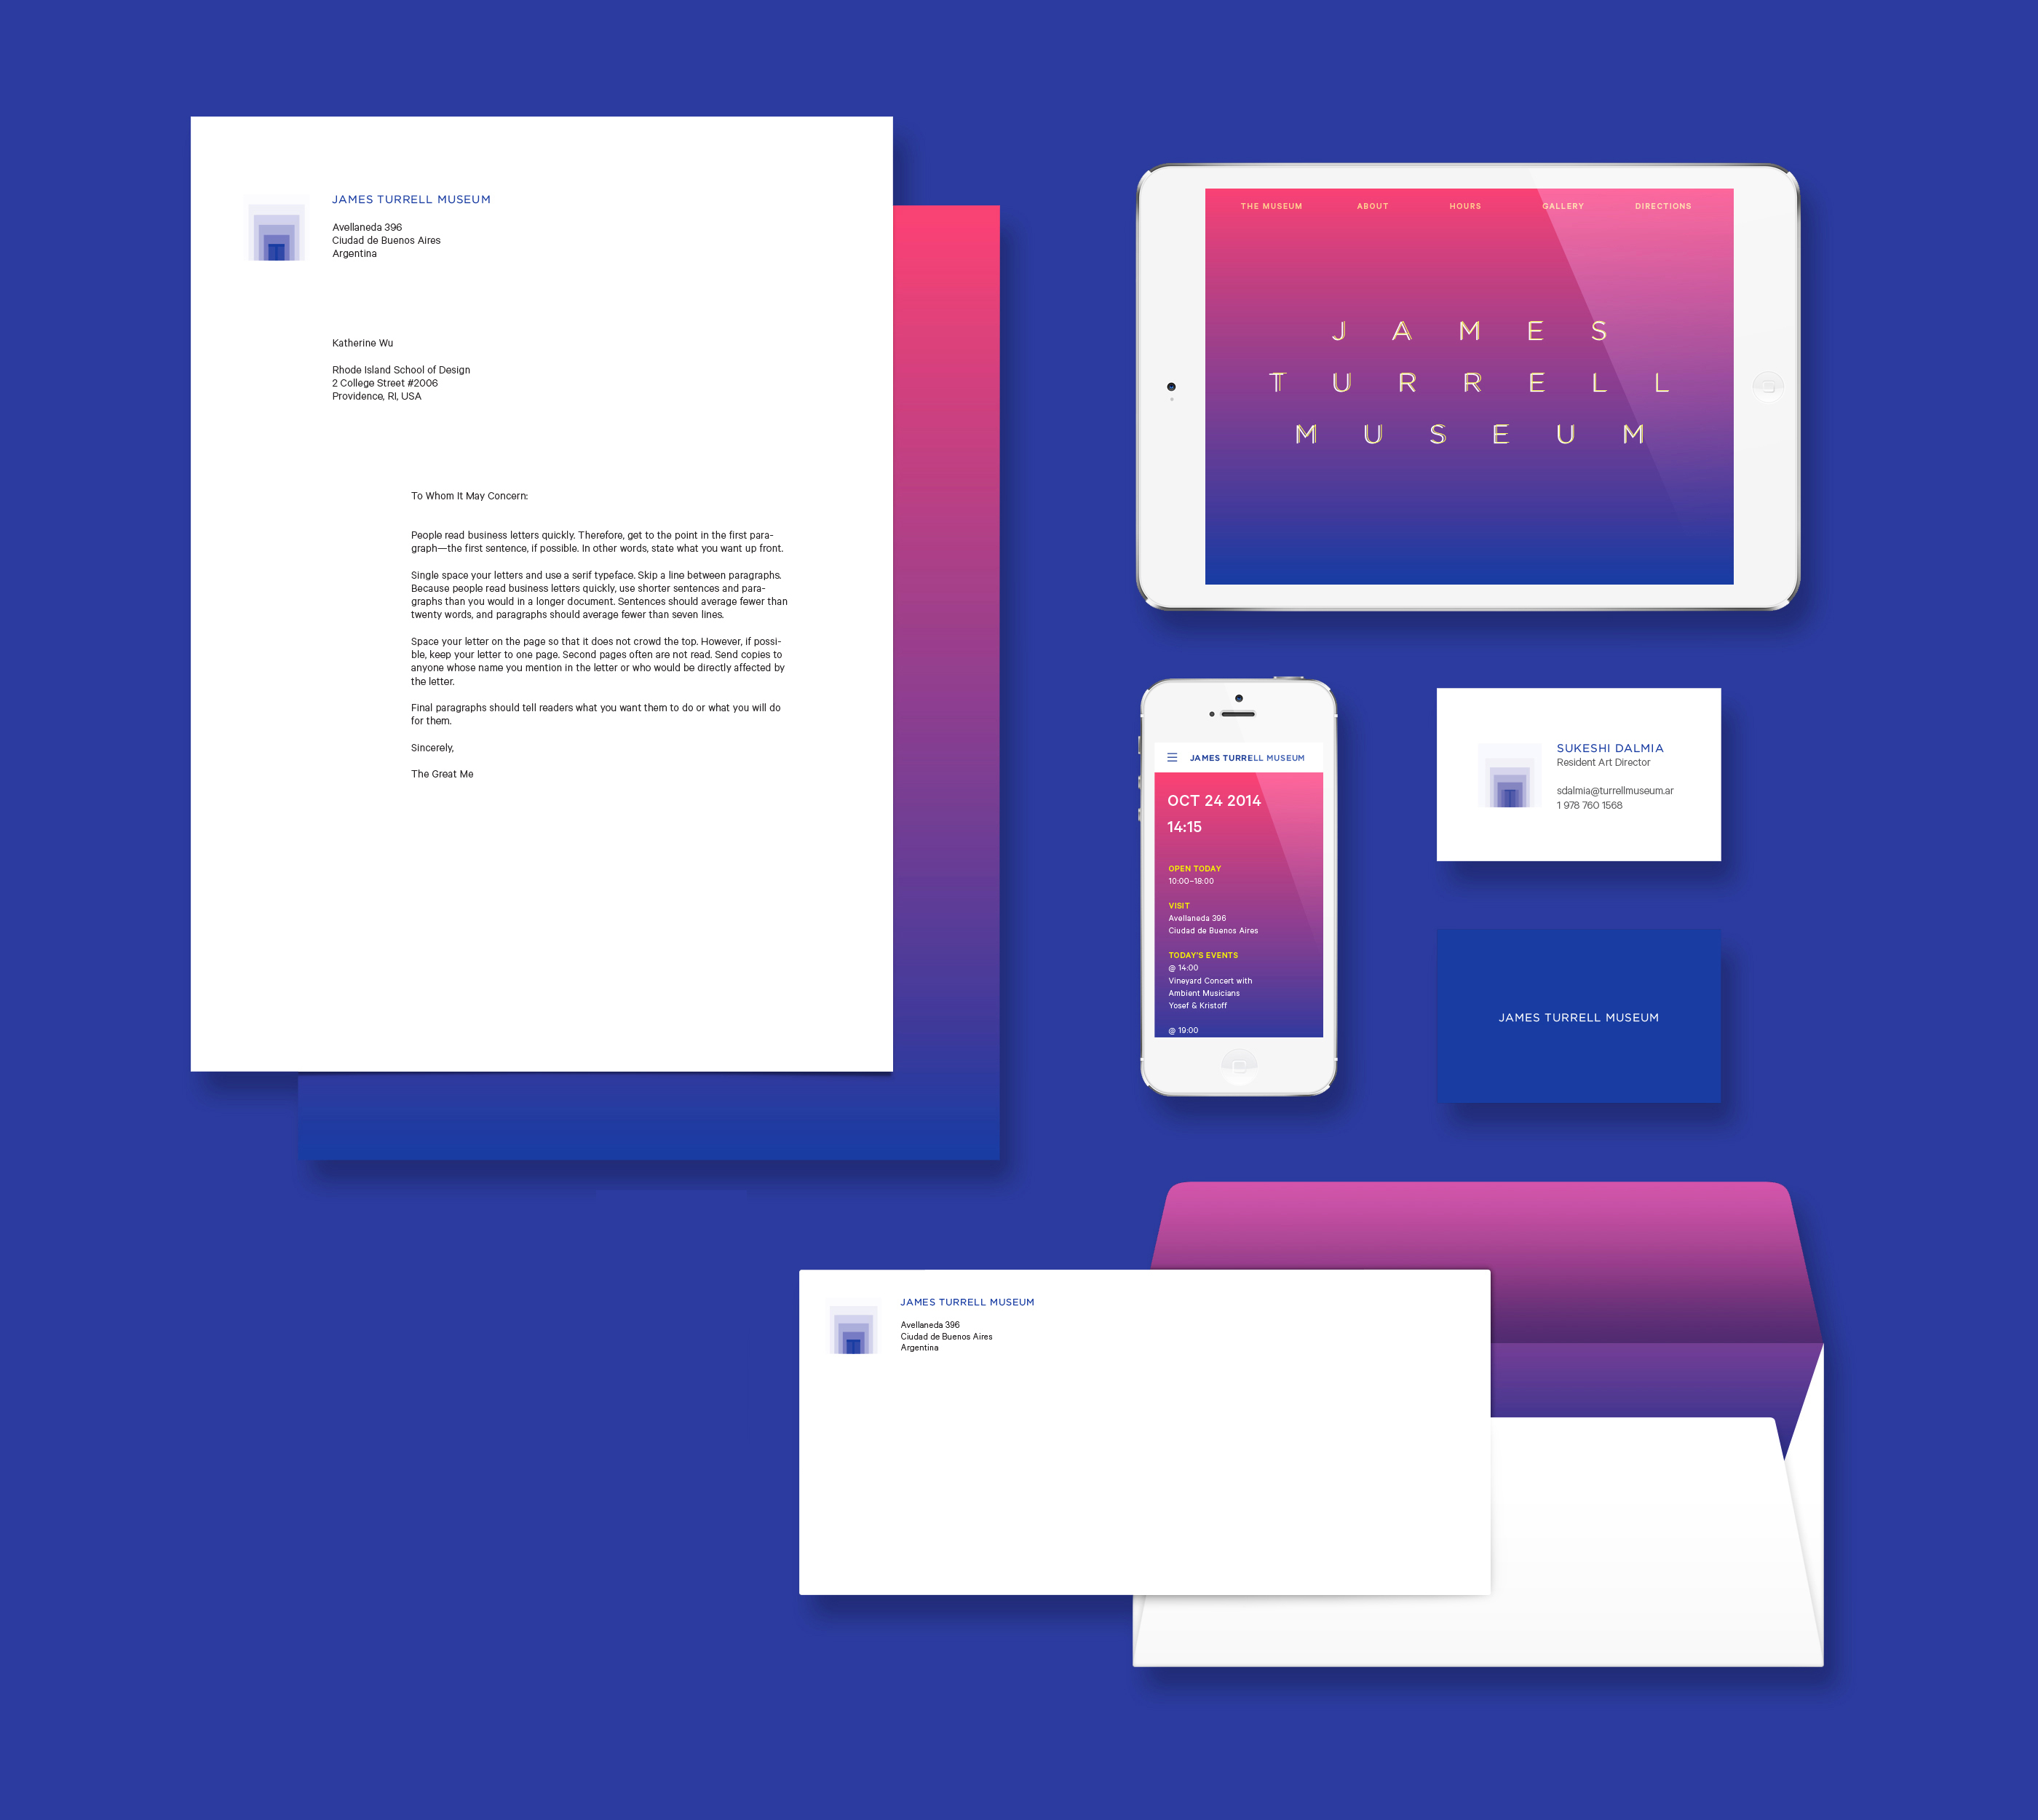 JAMES TURRELL MUSEUM
Avellaneda 396
Ciudad de Buenos Aires
Argentina
Katherine Wu
Rhode Island School of Design
2 College Street #2006
Providence, RI, USA
To Whom It May Concern:
People read business letters quickly. Therefore, get to the point in the first para-
graph—the first sentence, if possible. In other words, state what you want up front.
Single space your letters and use a serif typeface. Skip a line between paragraphs.
Because people read business letters quickly, use shorter sentences and para-
graphs than you would in a longer document. Sentences should average fewer than
twenty words, and paragraphs should average fewer than seven lines.
Space your letter on the page so that it does not crowd the top. However, if possi-
ble, keep your letter to one page. Second pages often are not read. Send copies to
anyone whose name you mention in the letter or who would be directly affected by
the letter.
Final paragraphs should tell readers what you want them to do or what you will do
for them.
Sincerely,
The Great Me
THE MUSEUM ABOUT HOURS GALLERY DIRECTIONS
JAMES
TURRELL
MUSEUM
JAMES TURRELL MUSEUM
OCT 24 2014
14:15
OPEN TODAY
10:00–18:00
VISIT
Avellaneda 396
Ciudad de Buenos Aires
TODAY'S EVENTS
@ 14:00
Vineyard Concert with
Ambient Musicians
Yosef & Kristoff
@ 19:00
SUKESHI DALMIA
Resident Art Director
sdalmia@turrellmuseum.ar
1 978 760 1568
JAMES TURRELL MUSEUM
JAMES TURRELL MUSEUM
Avellaneda 396
Ciudad de Buenos Aires
Argentina